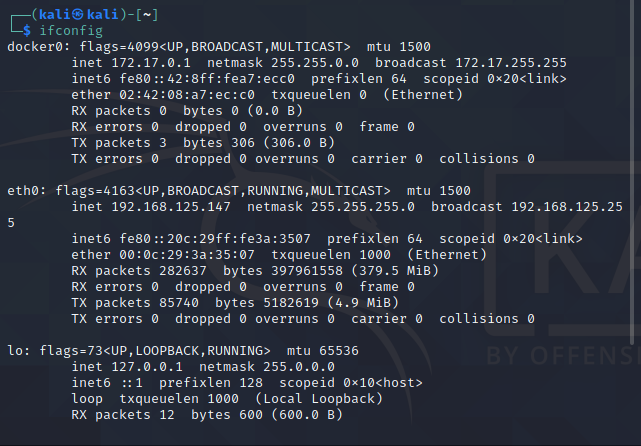 (kali㉿kali)-[~]
$ ifconfig
docker0: flags=4099<UP,BROADCAST,MULTICAST>  mtu 1500
        inet 172.17.0.1  netmask 255.255.0.0  broadcast 172.17.255.255
        inet6 fe80::42:8ff:fea7:ecc0  prefixlen 64  scopeid 0×20<link>
        ether 02:42:08:a7:ec:c0  txqueuelen 0  (Ethernet)
        RX packets 0  bytes 0 (0.0 B)
        RX errors 0  dropped 0  overruns 0  frame 0
        TX packets 3  bytes 306 (306.0 B)
        TX errors 0  dropped 0 overruns 0  carrier 0  collisions 0
eth0: flags=4163<UP,BROADCAST,RUNNING,MULTICAST>  mtu 1500
        inet 192.168.125.147  netmask 255.255.255.0  broadcast 192.168.125.25
5
        inet6 fe80::20c:29ff:fe3a:3507  prefixlen 64  scopeid 0×20<link>
        ether 00:0c:29:3a:35:07  txqueuelen 1000  (Ethernet)
        RX packets 282637  bytes 397961558 (379.5 MiB)
        RX errors 0  dropped 0  overruns 0  frame 0
        TX packets 85740  bytes 5182619 (4.9 MiB)
        TX errors 0  dropped 0 overruns 0  carrier 0  collisions 0
lo: flags=73<UP,LOOPBACK,RUNNING>  mtu 65536
        inet 127.0.0.1  netmask 255.0.0.0
        inet6 ::1  prefixlen 128  scopeid 0×10<host>
        loop  txqueuelen 1000  (Local Loopback)
        RX packets 12  bytes 600 (600.0 B)
KA
BY OFFENS